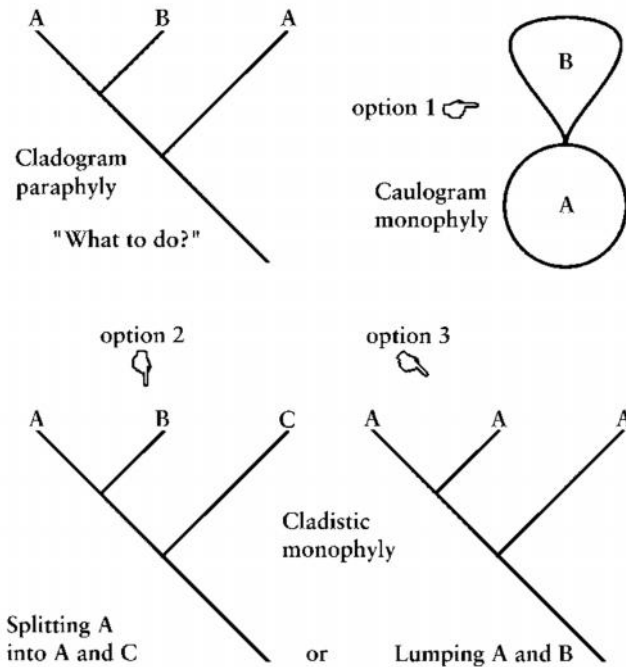 A B A
B
option 1
Cladogram
paraphyly
Caulogram
monophyly
A
"What to do?"
option 2
option 3
A B C
A A A
Cladistic
monophyly
Splitting A
into A and C
or
Lumping A and B